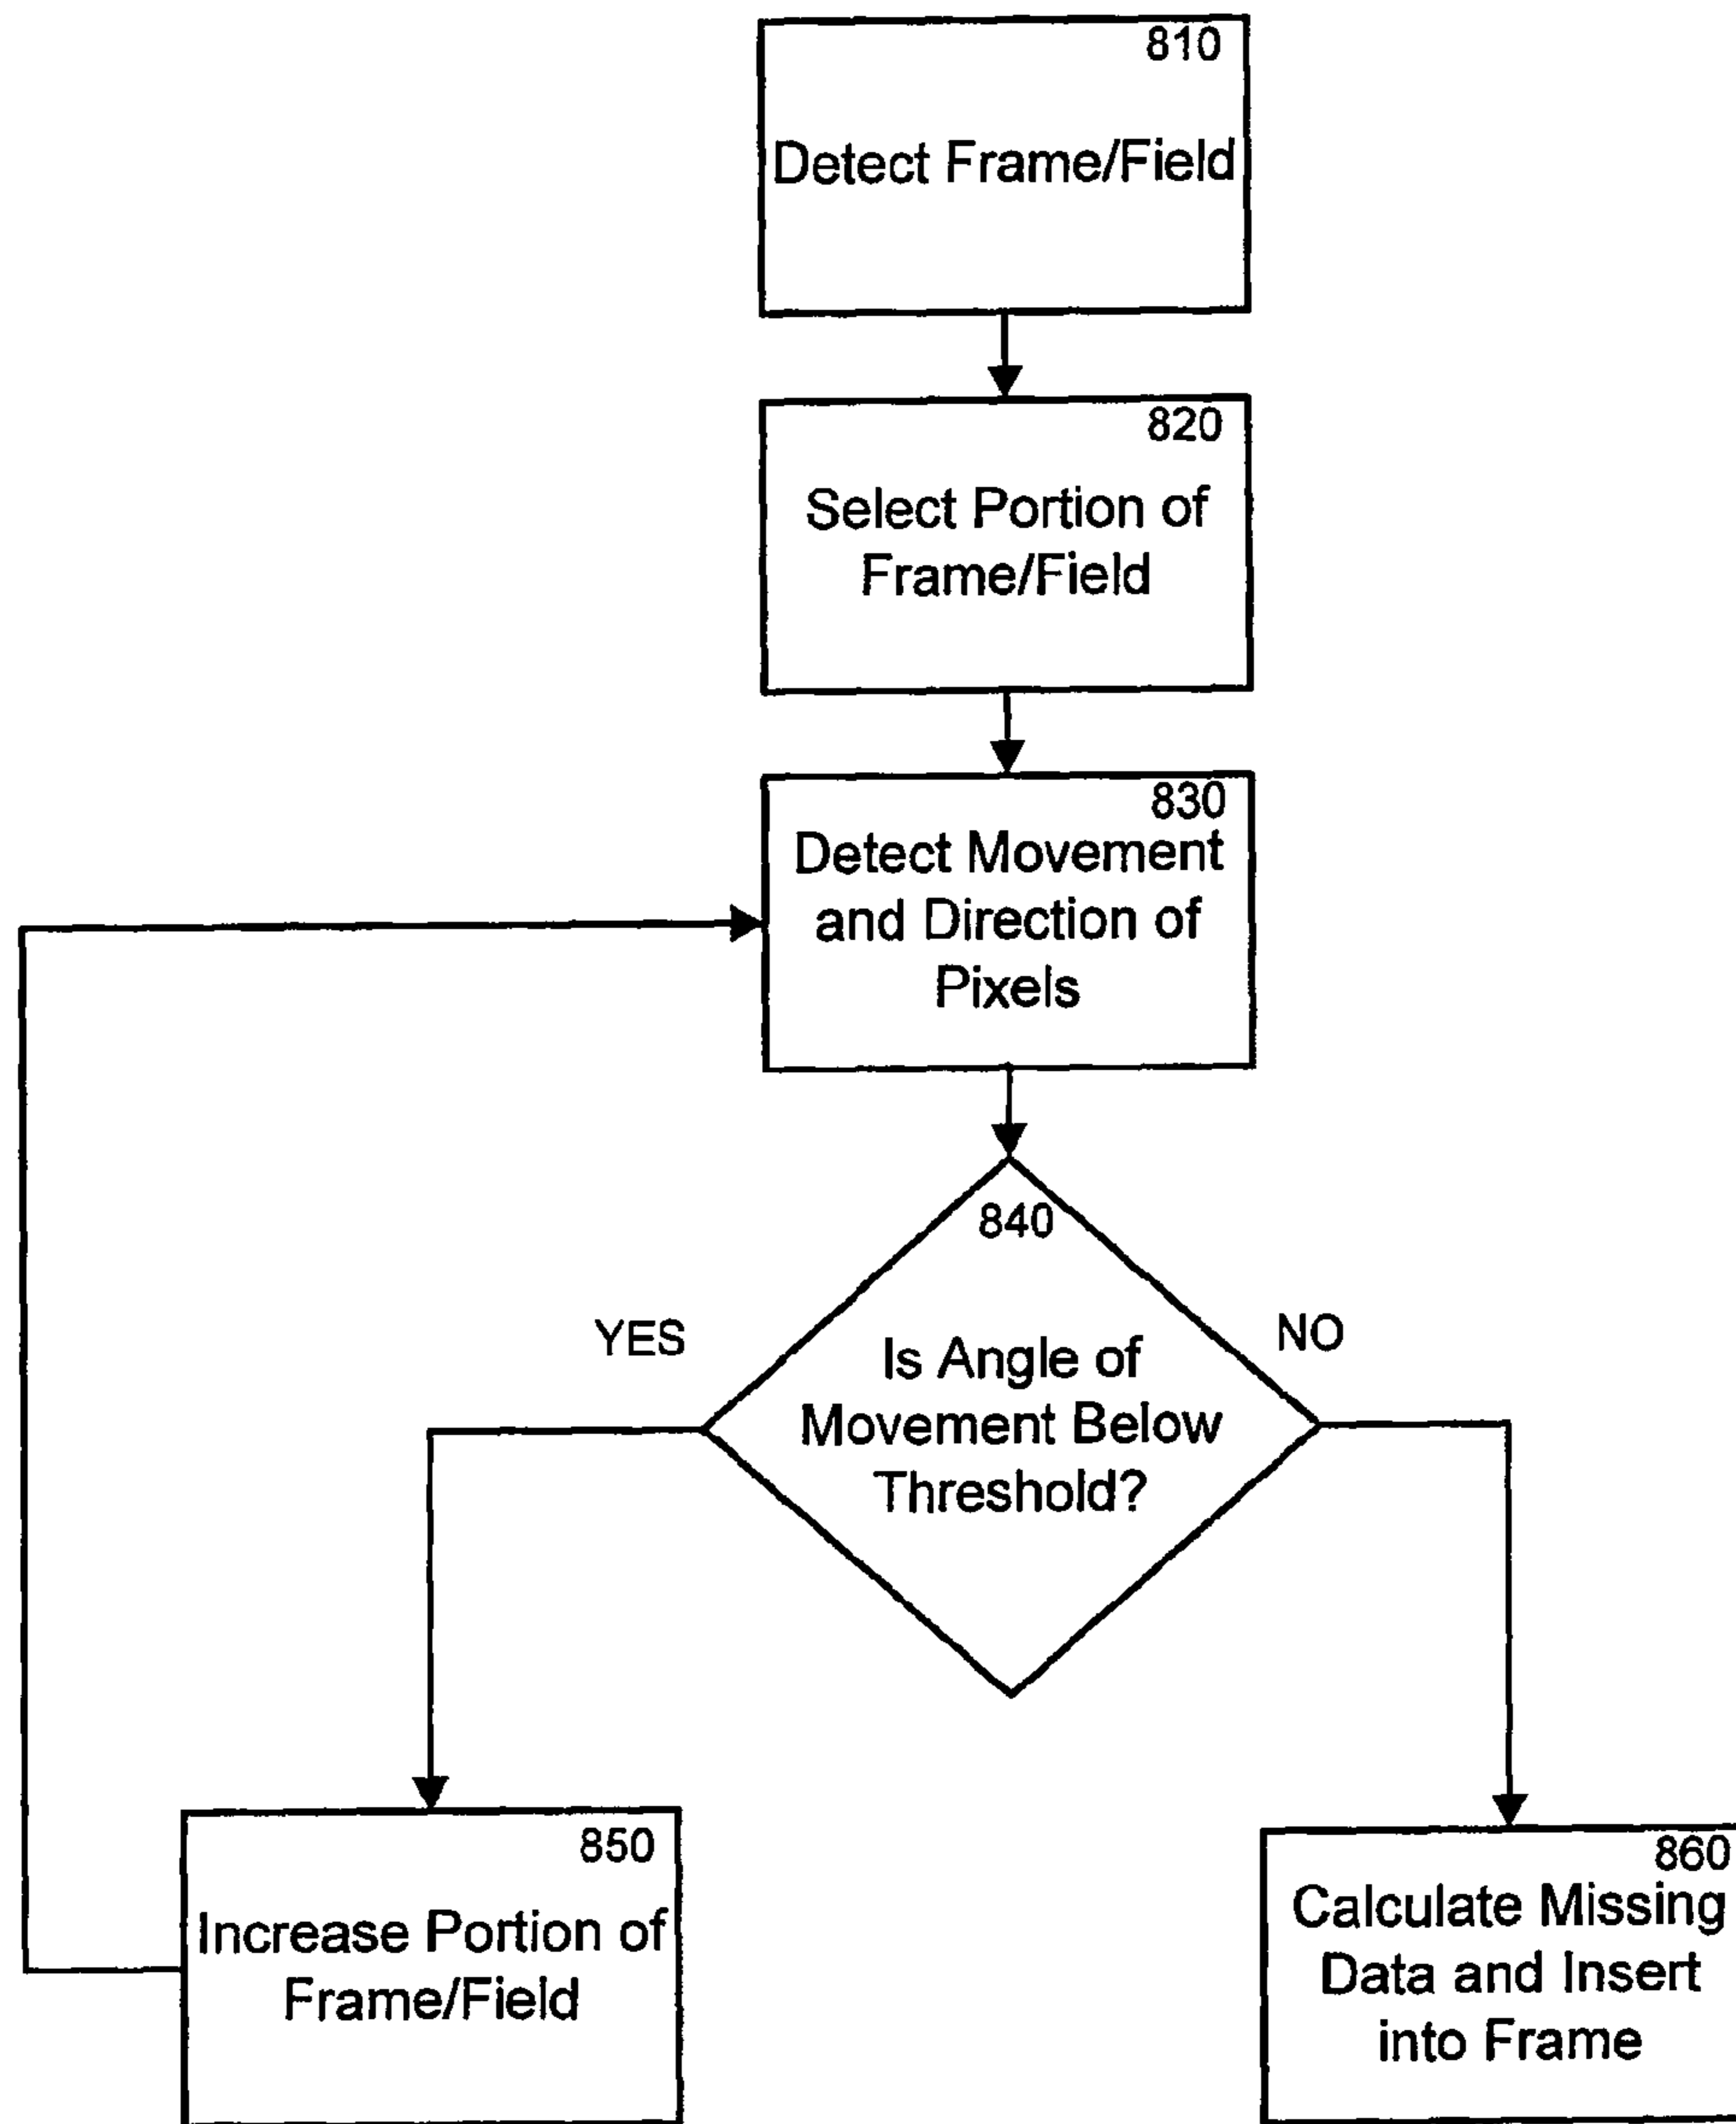 810
Detect Frame/Field
820
Select Portion of
Frame/Field
830
Detect Movement
and Direction of
Pixels
840
YES
NO
Is Angle of
Movement Below
Threshold?
850
Increase Portion of
Frame/Field
860
Calculate Missing
Data and Insert
into Frame